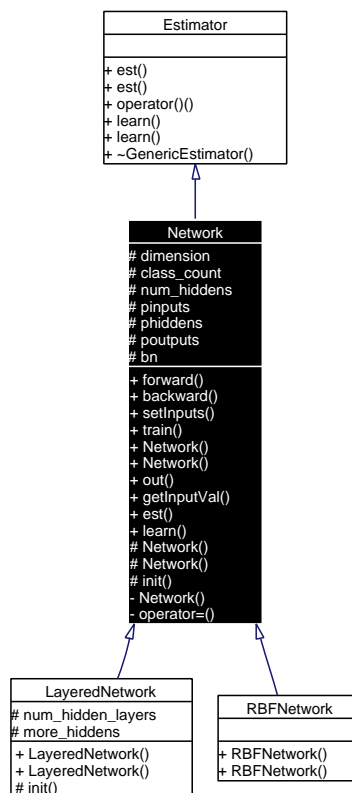 Estimator
+ est()
+ est()
+ operator()()
+ learn()
+ learn()
+ ~GenericEstimator()
Network
# dimension
# class_count
# num_hiddens
# pinputs
# phiddens
# poutputs
# bn
+ forward()
+ backward()
+ setInputs()
+ train()
+ Network()
+ Network()
+ out()
+ getInputVal()
+ est()
+ learn()
# Network()
# Network()
# init()
- Network()
- operator=()
LayeredNetwork
# num_hidden_layers
# more_hiddens
+ LayeredNetwork()
+ LayeredNetwork()
# init()
RBFNetwork
+ RBFNetwork()
+ RBFNetwork()